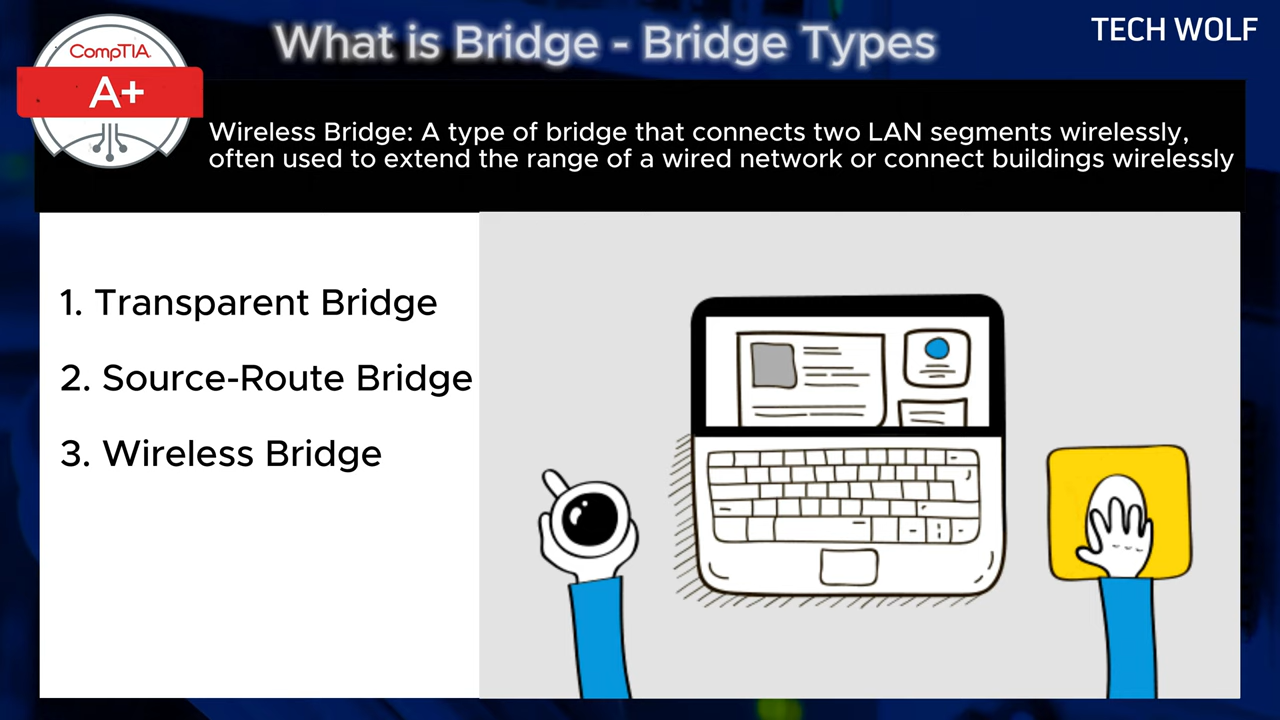 What is Bridge - Bridge Types
TECH WOLF
CompTIA.
A+
Wireless Bridge: A type of bridge that connects two LAN segments wirelessly,
often used to extend the range of a wired network or connect buildings wirelessly
1. Transparent Bridge
2. Source-Route Bridge
3. Wireless Bridge